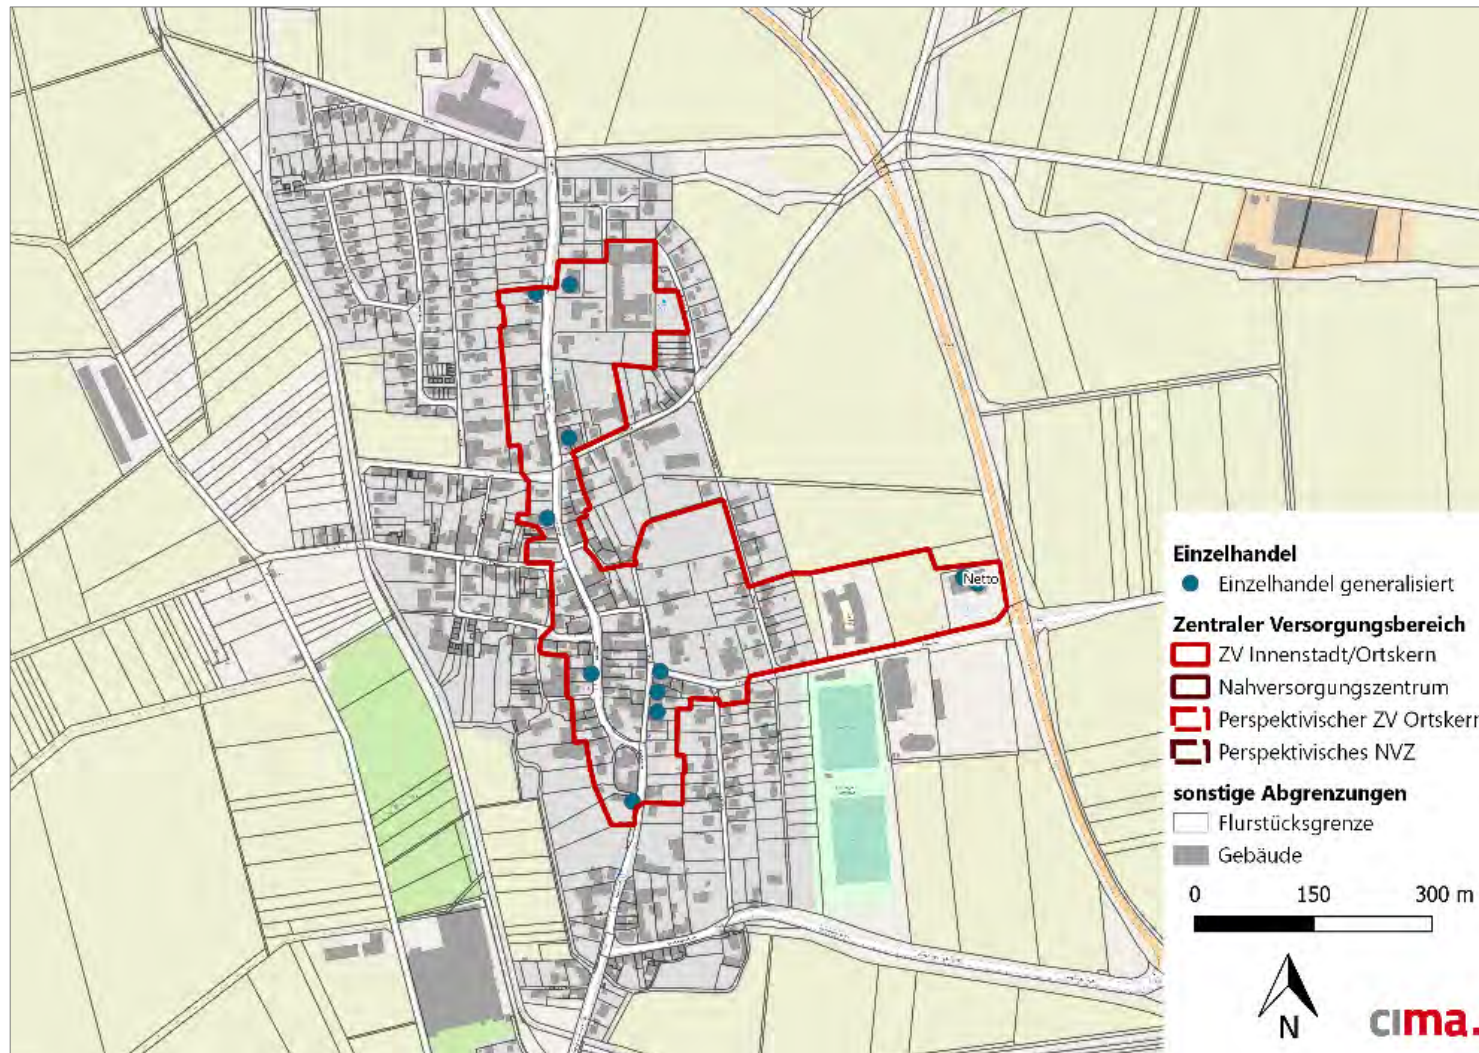 Netto
Einzelhandel
Einzelhandel generalisiert
Zentraler Versorgungsbereich
ZV Innenstadt/Ortskern
Nahversorgungszentrum
Perspektivischer ZV Ortskern
Perspektivisches NVZ
sonstige Abgrenzungen
Flurstücksgrenze
Gebäude
0 150 300 m
N
cima.